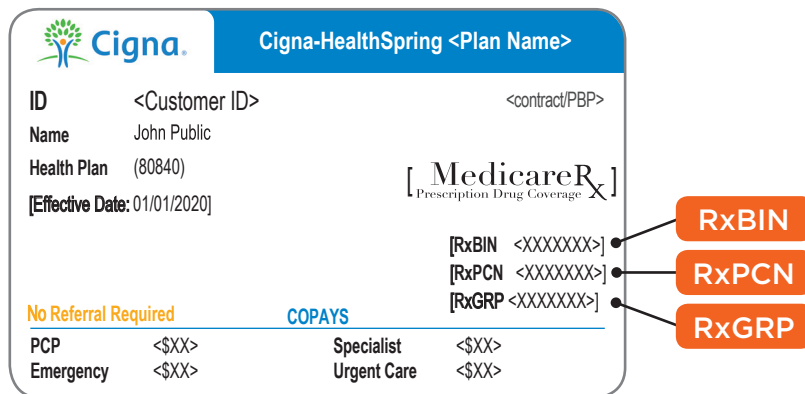 Cigna.
Cigna-HealthSpring <Plan Name>
ID <Customer ID> <contract/PBP>
Name John Public
Health Plan (80840)
[Effective Date: 01/01/2020]
[ MedicareRx ]
Prescription Drug Coverage
[RxBIN <XXXXXXX>] RxBIN
[RxPCN <XXXXXXX>] RxPCN
[RxGRP <XXXXXXX>] RxGRP
No Referral Required COPAYS
PCP <$XX> Specialist <$XX>
Emergency <$XX> Urgent Care <$XX>